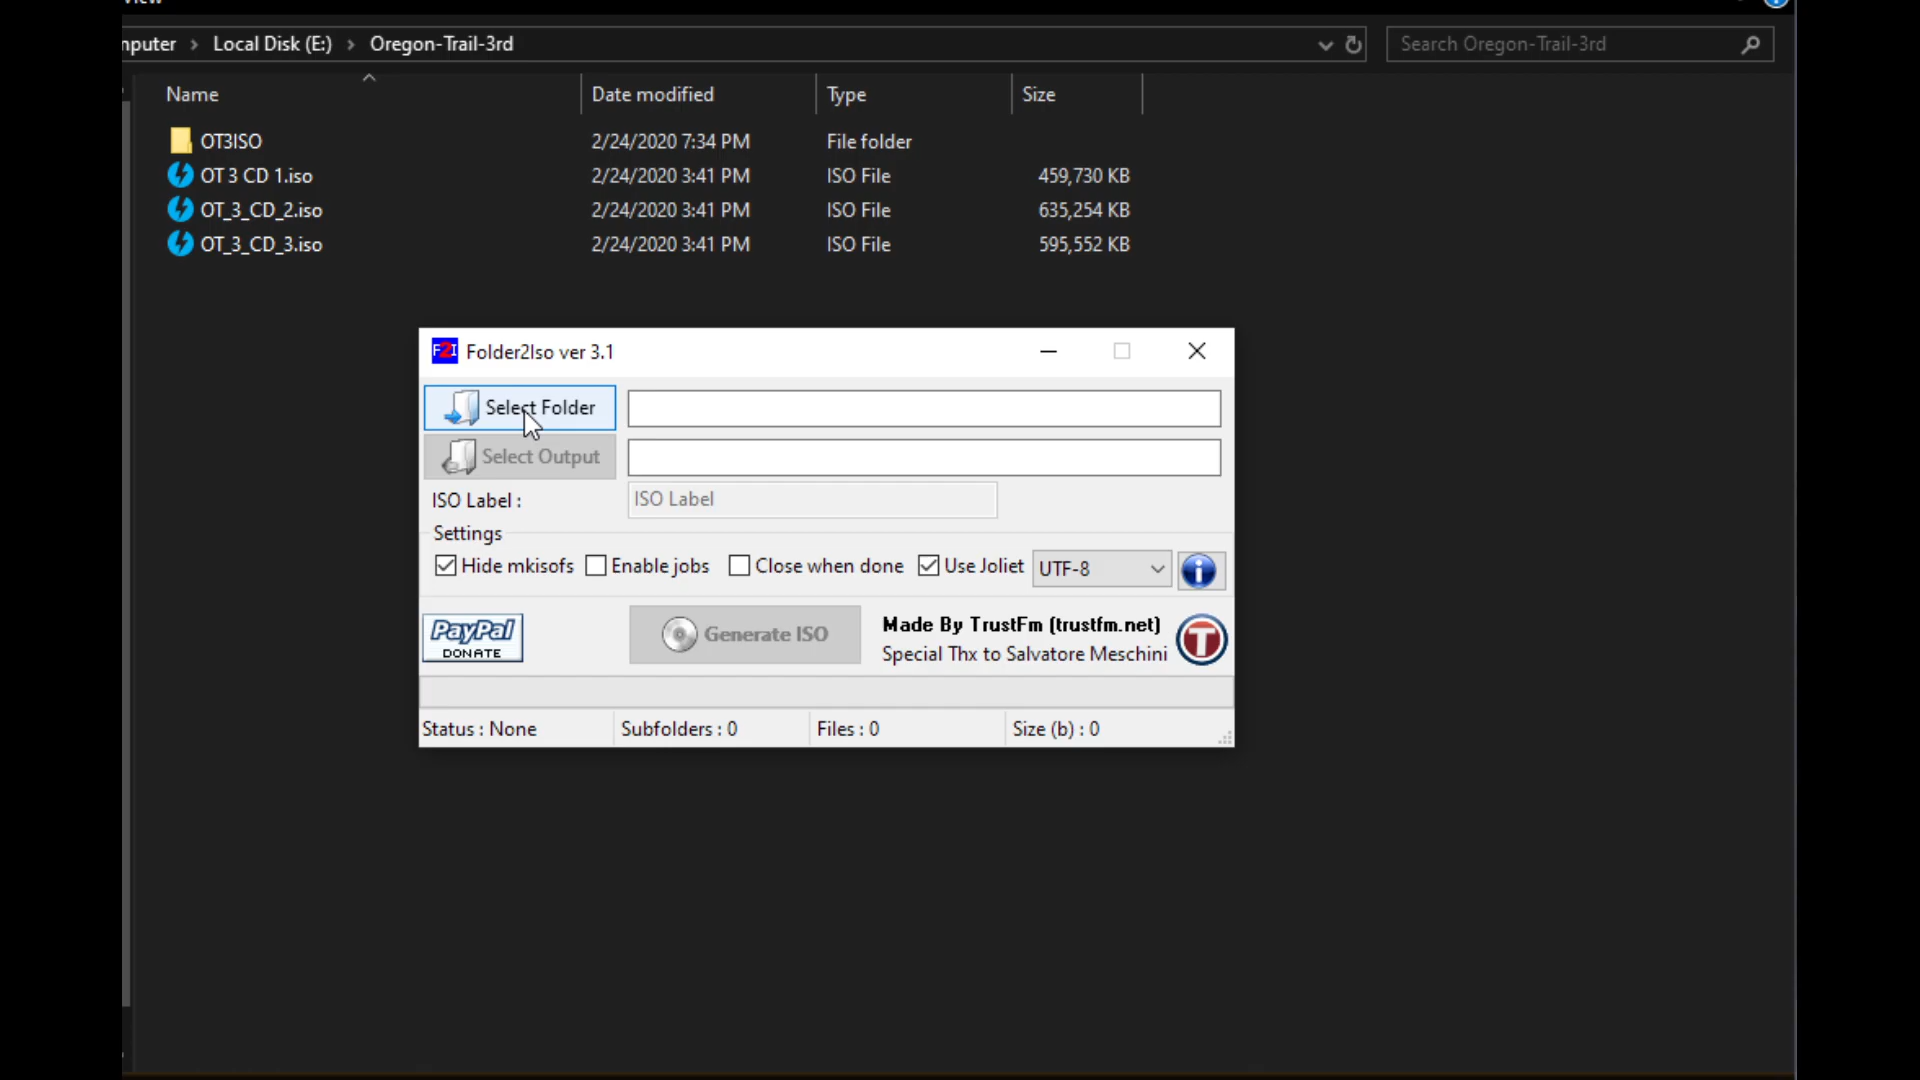 View
mputer > Local Disk (E:) > Oregon-Trail-3rd
Search Oregon-Trail-3rd
Name Date modified Type Size
OT3ISO 2/24/2020 7:34 PM File folder
OT 3 CD 1.iso 2/24/2020 3:41 PM ISO File 459,730 KB
OT_3_CD_2.iso 2/24/2020 3:41 PM ISO File 635,254 KB
OT_3_CD_3.iso 2/24/2020 3:41 PM ISO File 595,552 KB
F2I Folder2Iso ver 3.1
Select Folder
Select Output
ISO Label : ISO Label
Settings
Hide mkisofs Enable jobs Close when done Use Joliet UTF-8
PayPal
DONATE
Generate ISO
Made By TrustFm (trustfm.net)
Special Thx to Salvatore Meschini
T
Status : None Subfolders : 0 Files : 0 Size (b) : 0